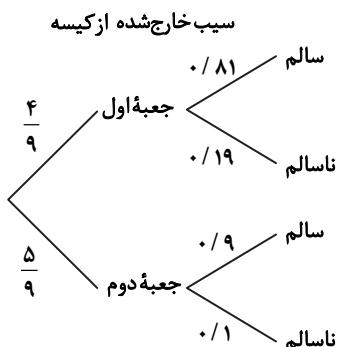 سیب خارج‌شده از کیسه
۰/۸۱ سالم
۴/۹ جعبهٔ اول
۰/۱۹ ناسالم
۰/۹ سالم
۵/۹ جعبهٔ دوم
۰/۱ ناسالم